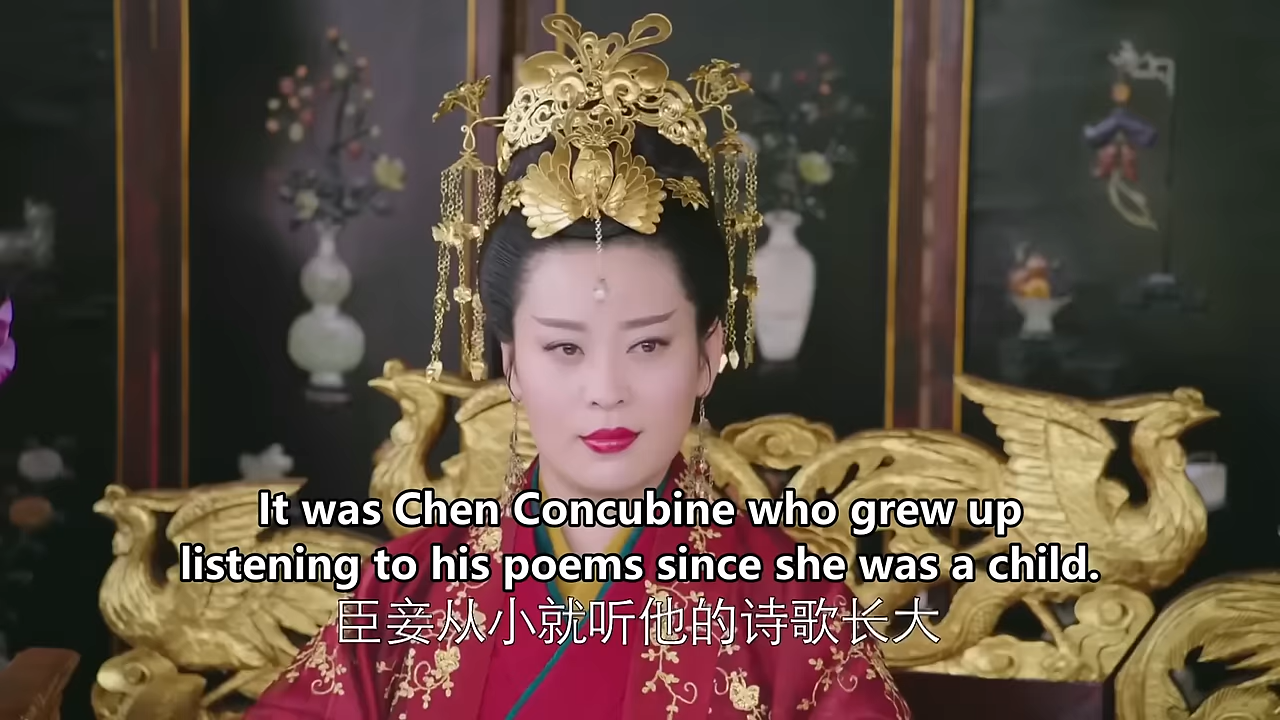 It was Chen Concubine who grew up
listening to his poems since she was a child.
臣妾从小就听他的诗歌长大